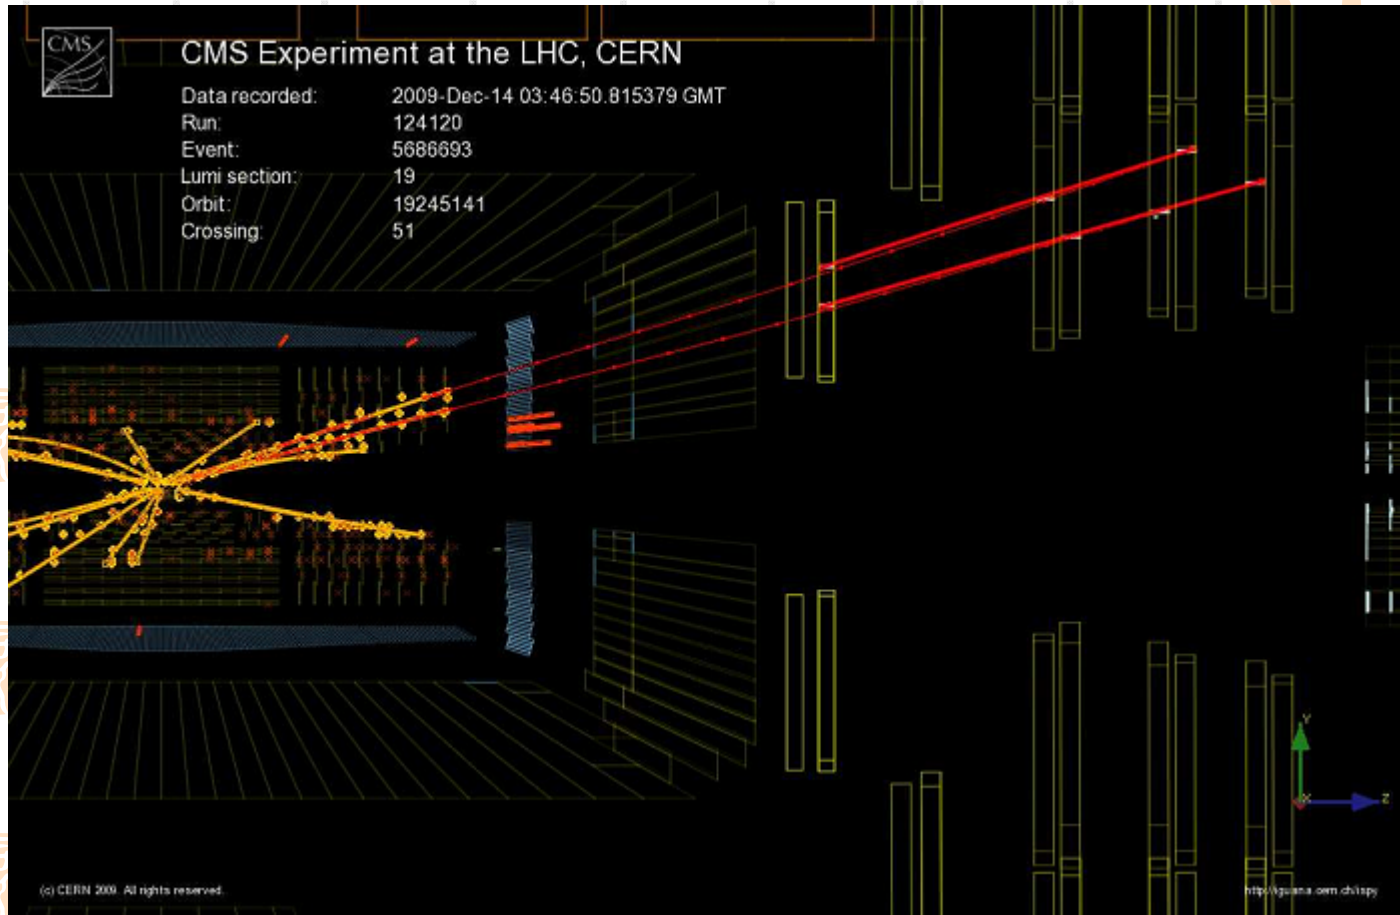 CMS
CMS Experiment at the LHC, CERN
Data recorded: 2009-Dec-14 03:46:50.815379 GMT
Run: 124120
Event: 5686693
Lumi section: 19
Orbit: 19245141
Crossing: 51
Y
X Z
(c) CERN 2009. All rights reserved.
http://iguana.cern.ch/ispy